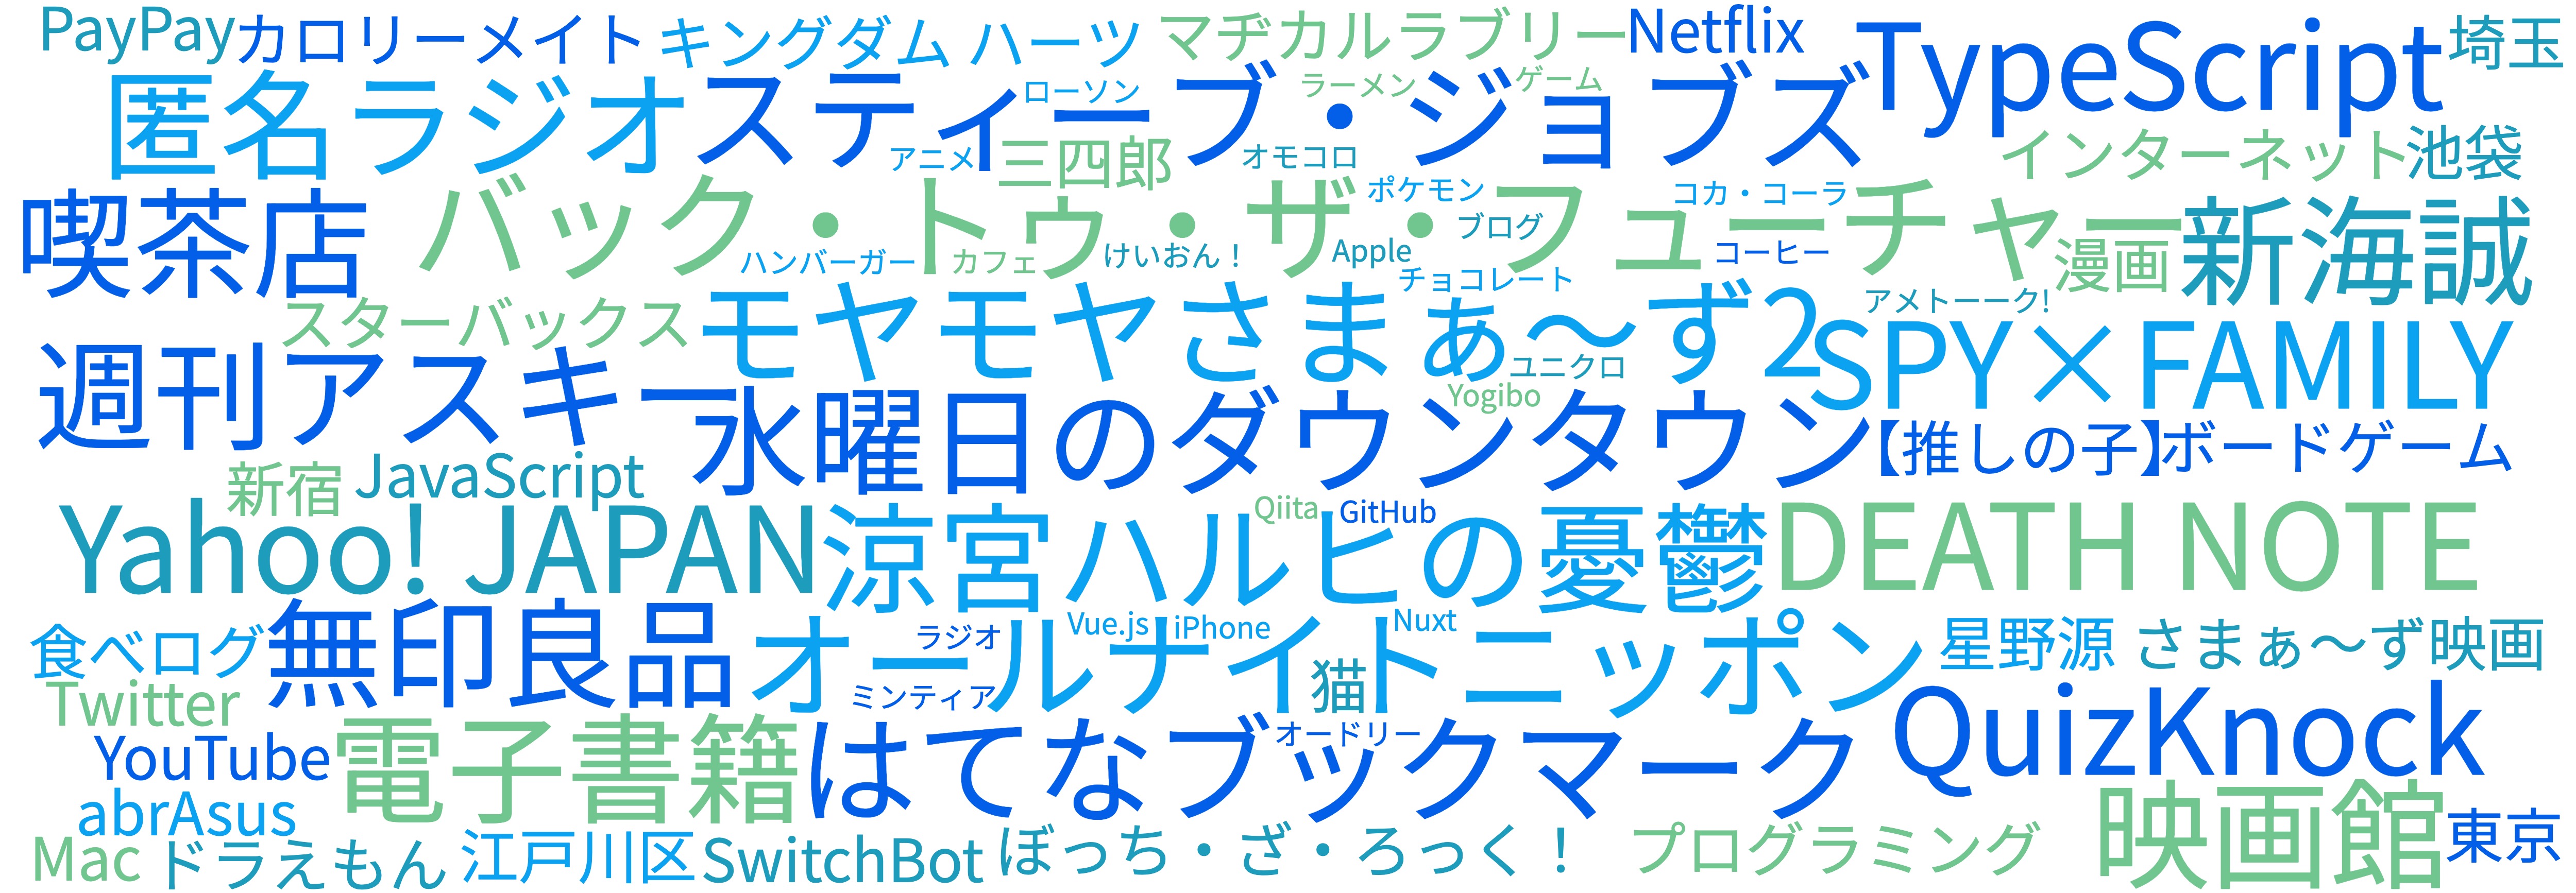 PayPay カロリーメイト キングダム ハーツ マヂカルラブリー Netflix TypeScript 埼玉
匿名ラジオ スティーブ・ジョブズ
ローソン ラーメン ゲーム
アニメ 三四郎 オモコロ インターネット 池袋
喫茶店 バック・トゥ・ザ・フューチャー 新海誠
ポケモン コカ・コーラ ブログ
ハンバーガー カフェ けいおん! Apple コーヒー 漫画
スターバックス モヤモヤさまぁ〜ず2 チョコレート アメトーーク!
週刊アスキー ユニクロ SPY×FAMILY
水曜日のダウンタウン Yogibo 【推しの子】 ボードゲーム
新宿 JavaScript
Yahoo! JAPAN 涼宮ハルヒの憂鬱 Qiita GitHub DEATH NOTE
食べログ 無印良品 オールナイトニッポン 星野源 さまぁ〜ず 映画
ラジオ Vue.js iPhone Nuxt
Twitter ミンティア 猫 QuizKnock
YouTube 電子書籍 はてなブックマーク オードリー
abrAsus 映画館 東京
Mac ドラえもん 江戸川区 SwitchBot ぼっち・ざ・ろっく! プログラミング